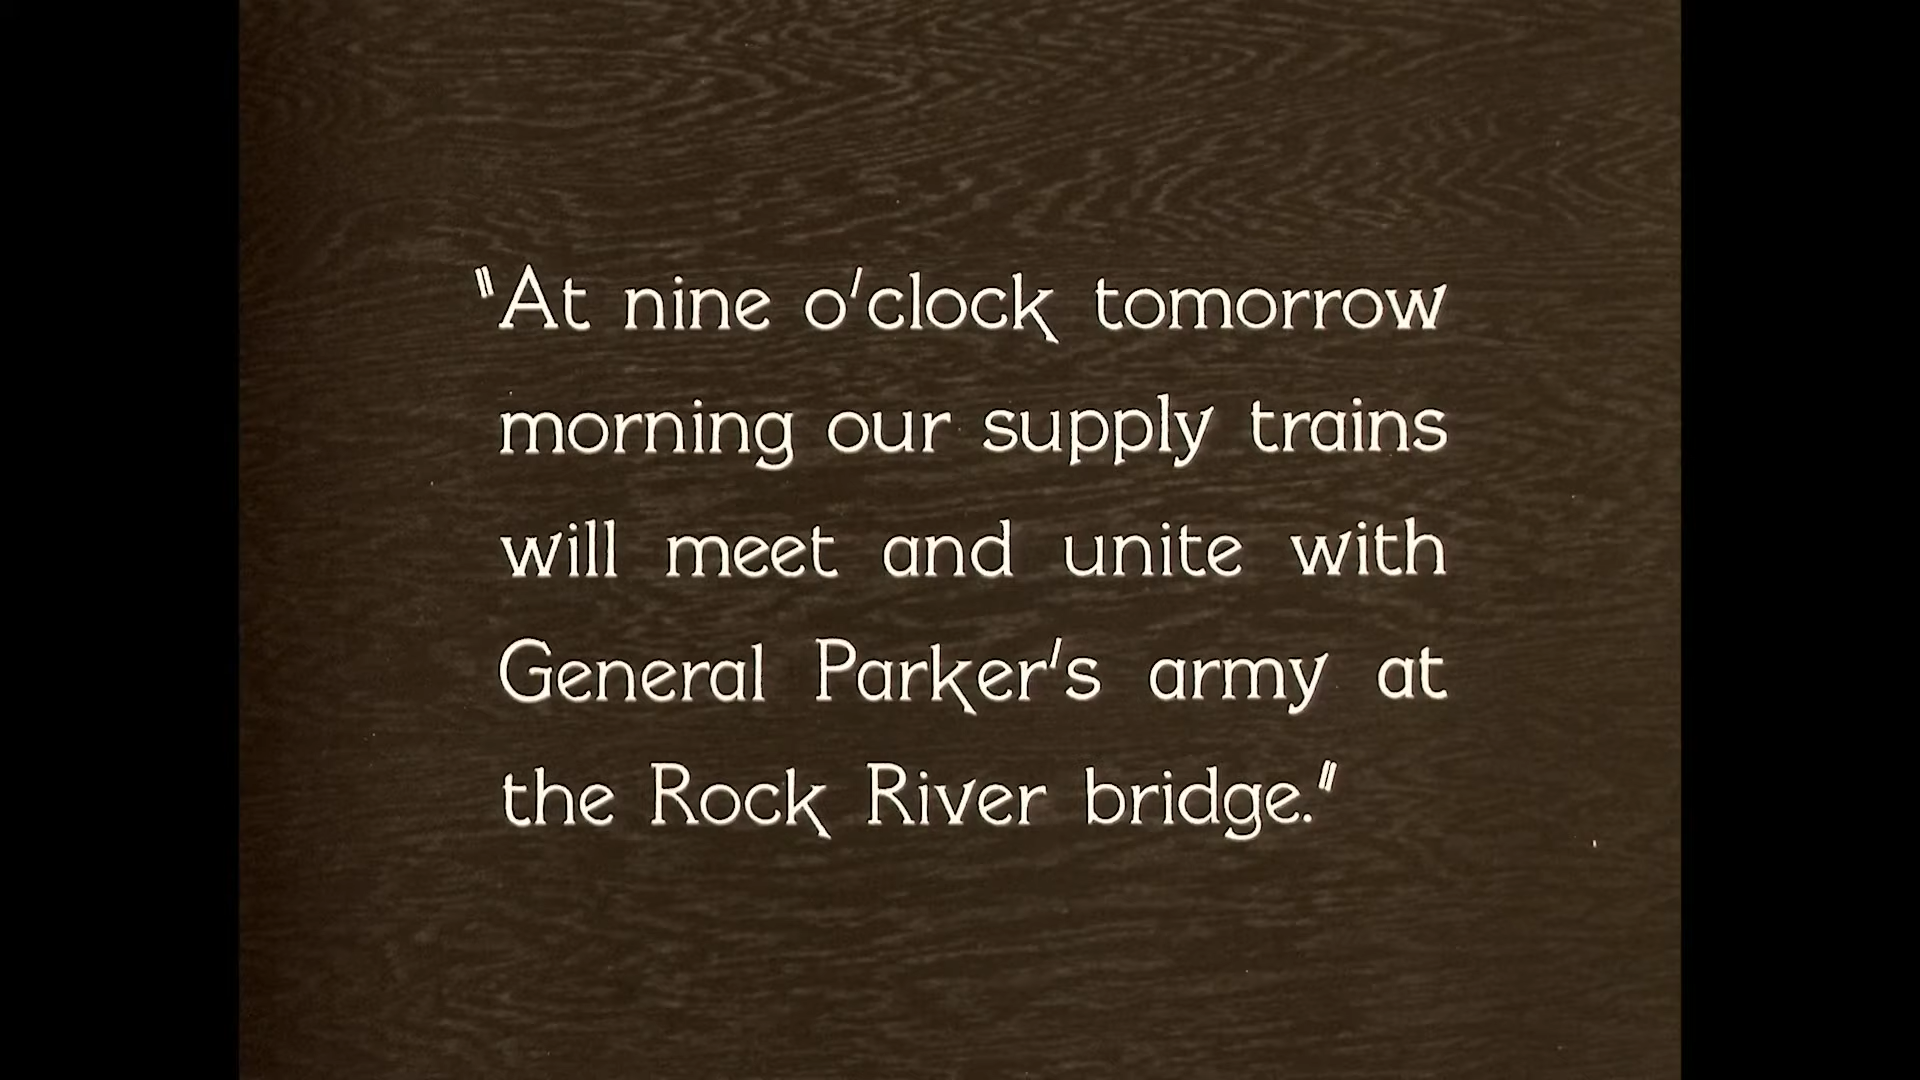 "At nine o'clock tomorrow
morning our supply trains
will meet and unite with
General Parker's army at
the Rock River bridge."